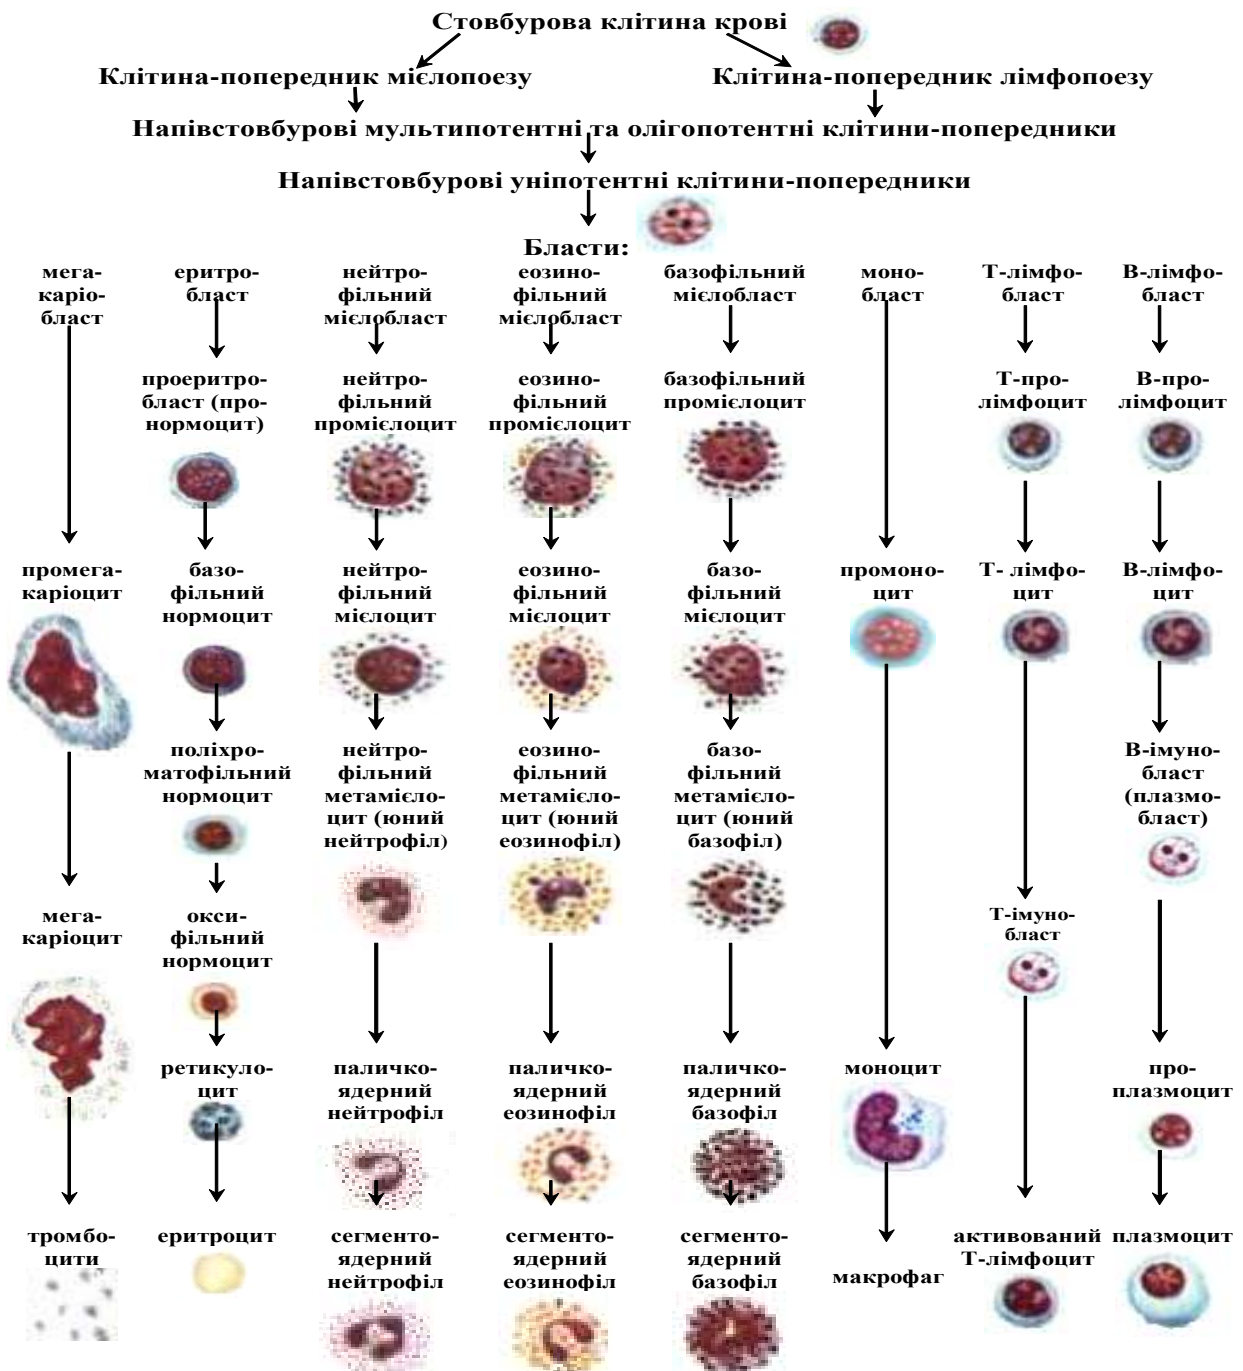 Стовбурова клітина крові
Клітина-попередник мієлопоезу
Клітина-попередник лімфопоезу
Напівстовбурові мультипотентні та олігопотентні клітини-попередники
Напівстовбурові уніпотентні клітини-попередники
Бласти:
мега-
каріо-
бласт
еритро-
бласт
нейтро-
фільний
мієлобласт
еозино-
фільний
мієлобласт
базофільний
мієлобласт
моно-
бласт
Т-лімфо-
бласт
В-лімфо-
бласт
проеритро-
бласт (про-
нормоцит)
нейтро-
фільний
промієлоцит
еозино-
фільний
промієлоцит
базофільний
промієлоцит
Т-про-
лімфоцит
В-про-
лімфоцит
промега-
каріоцит
базо-
фільний
нормоцит
нейтро-
фільний
мієлоцит
еозино-
фільний
мієлоцит
базо-
фільний
мієлоцит
промоно-
цит
Т- лімфо-
цит
В-лімфо-
цит
поліхро-
матофільний
нормоцит
нейтро-
фільний
метамієло-
цит (юний
нейтрофіл)
еозино-
фільний
метамієло-
цит (юний
еозинофіл)
базо-
фільний
метамієло-
цит (юний
базофіл)
В-імуно-
бласт
(плазмо-
бласт)
мега-
каріоцит
окси-
фільний
нормоцит
Т-імуно-
бласт
ретикуло-
цит
паличко-
ядерний
нейтрофіл
паличко-
ядерний
еозинофіл
паличко-
ядерний
базофіл
моноцит
про-
плазмоцит
тромбо-
цити
еритроцит
сегменто-
ядерний
нейтрофіл
сегменто-
ядерний
еозинофіл
сегменто-
ядерний
базофіл
макрофаг
активований
Т-лімфоцит
плазмоцит